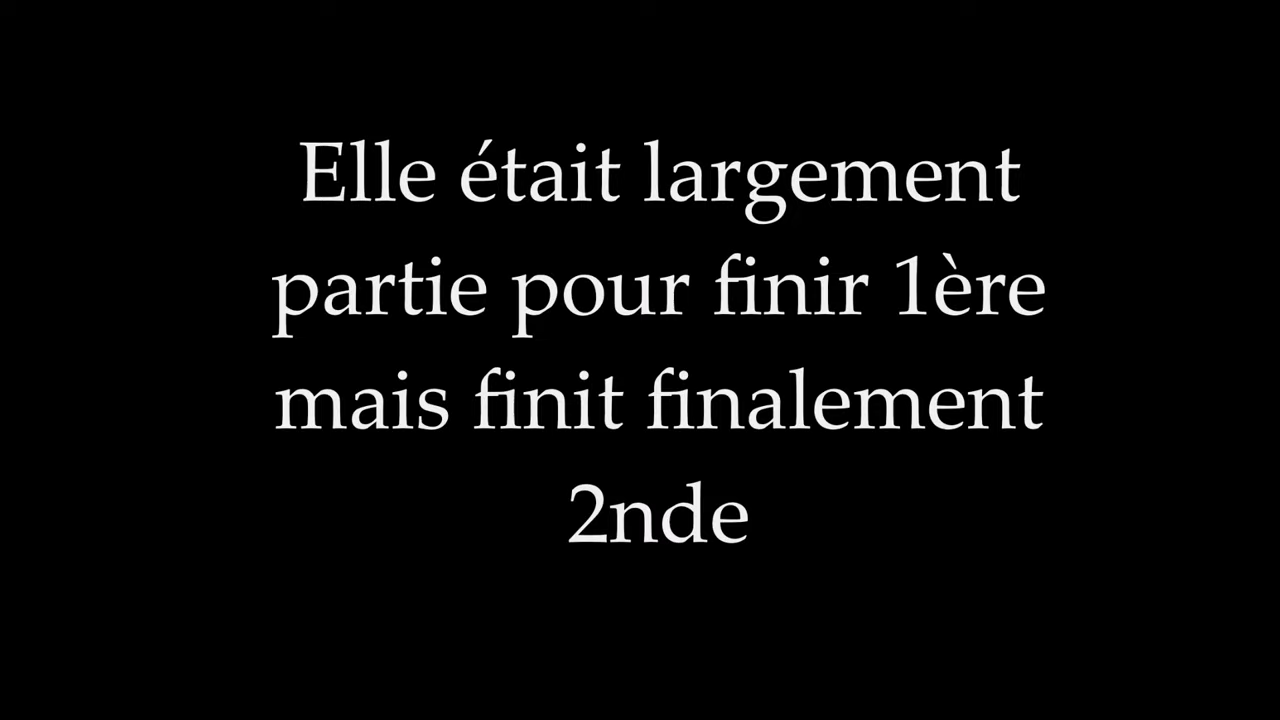 Elle était largement
partie pour finir 1ère
mais finit finalement
2nde